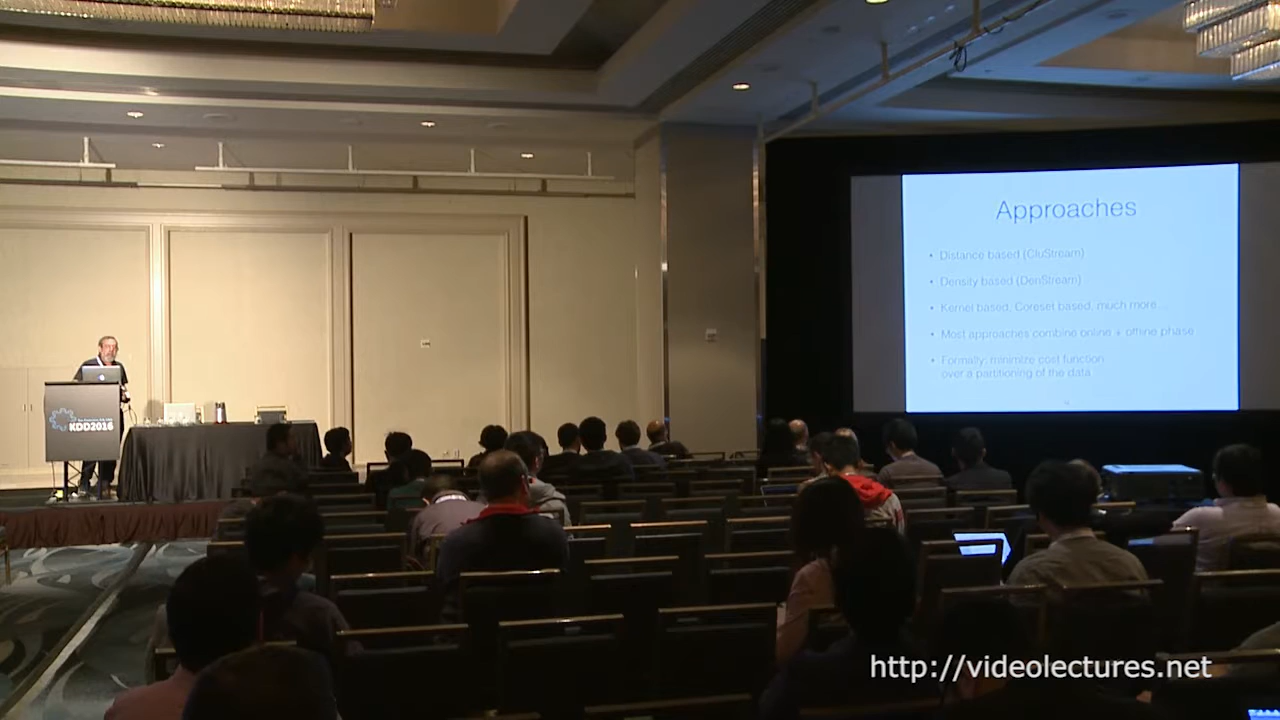 Approaches
• Distance based (CluStream)
• Density based (DenStream)
• Kernel based, Coreset based, much more…
• Most approaches combine online + offline phase
• Formally: minimize cost function
over a partitioning of the data
KDD2016
http://videolectures.net